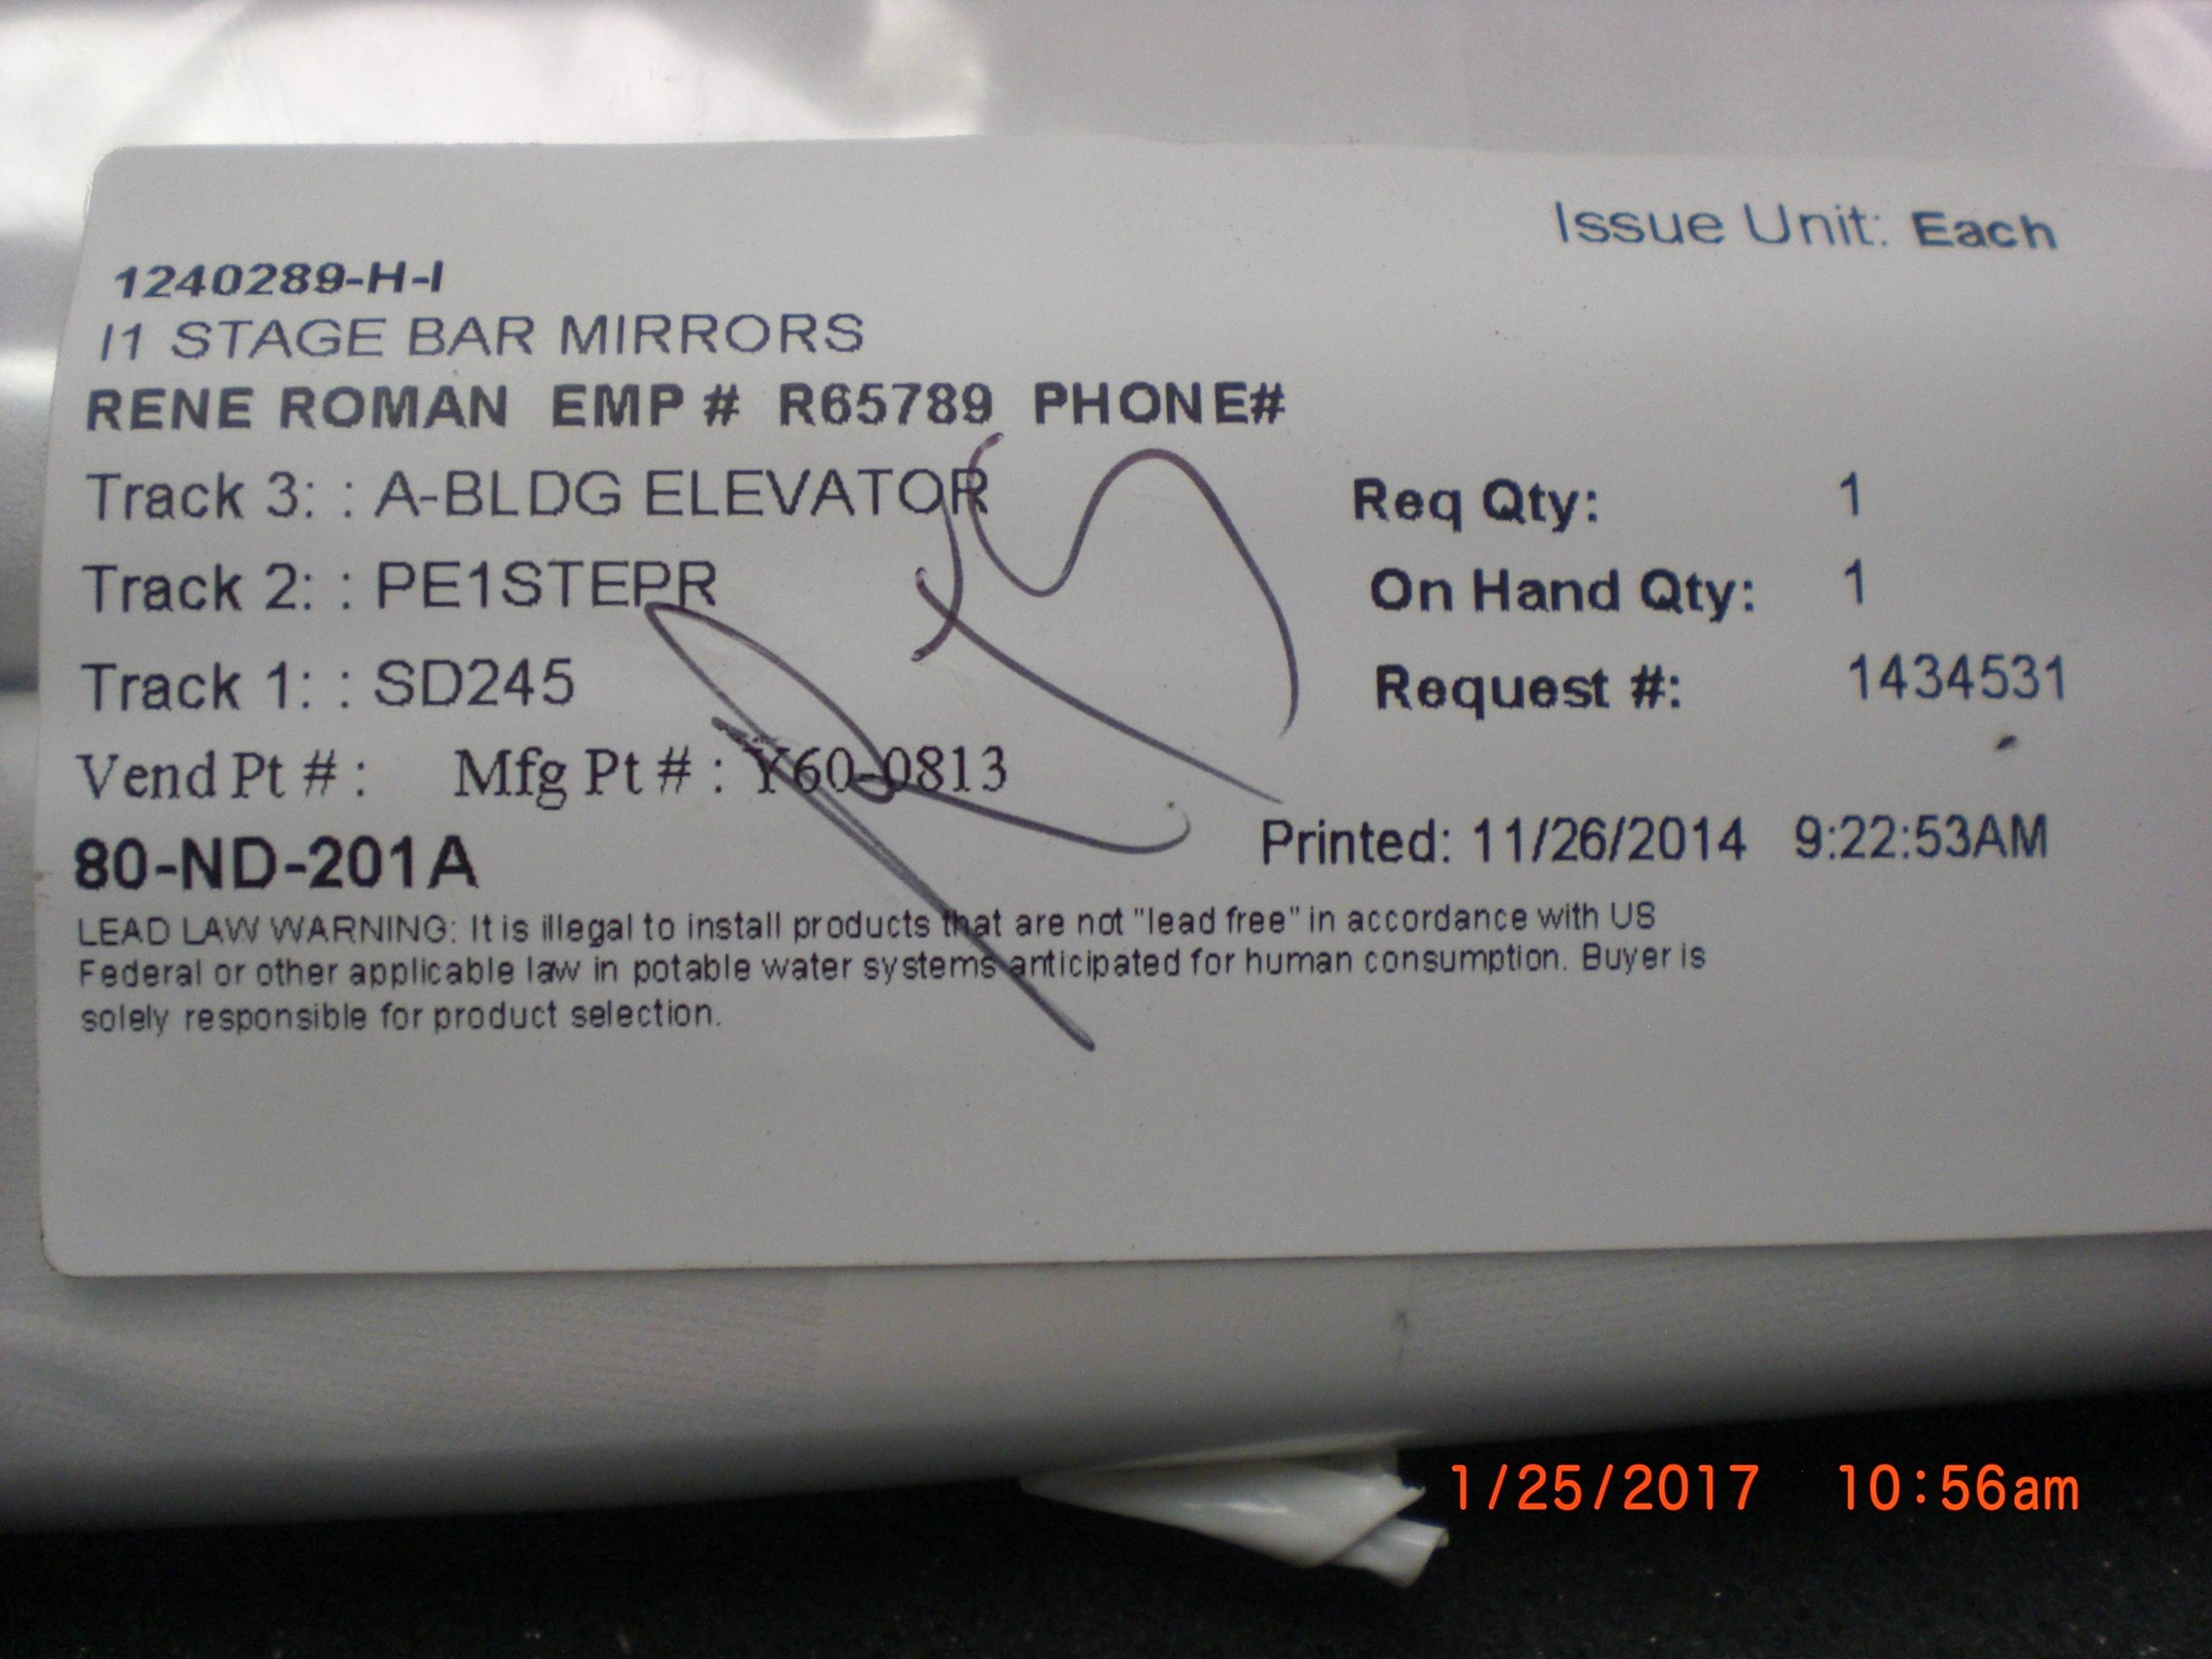 Issue Unit: Each
1240289-H-I
I1 STAGE BAR MIRRORS
RENE ROMAN EMP # R65789 PHONE#
Track 3: : A-BLDG ELEVATOR Req Qty: 1
Track 2: : PE1STEPR On Hand Qty: 1
Track 1: : SD245 Request #: 1434531
Vend Pt # : Mfg Pt # : Y60-0813
80-ND-201A Printed: 11/26/2014 9:22:53AM
LEAD LAW WARNING: It is illegal to install products that are not "lead free" in accordance with US
Federal or other applicable law in potable water systems anticipated for human consumption. Buyer is
solely responsible for product selection.
1/25/2017 10:56am